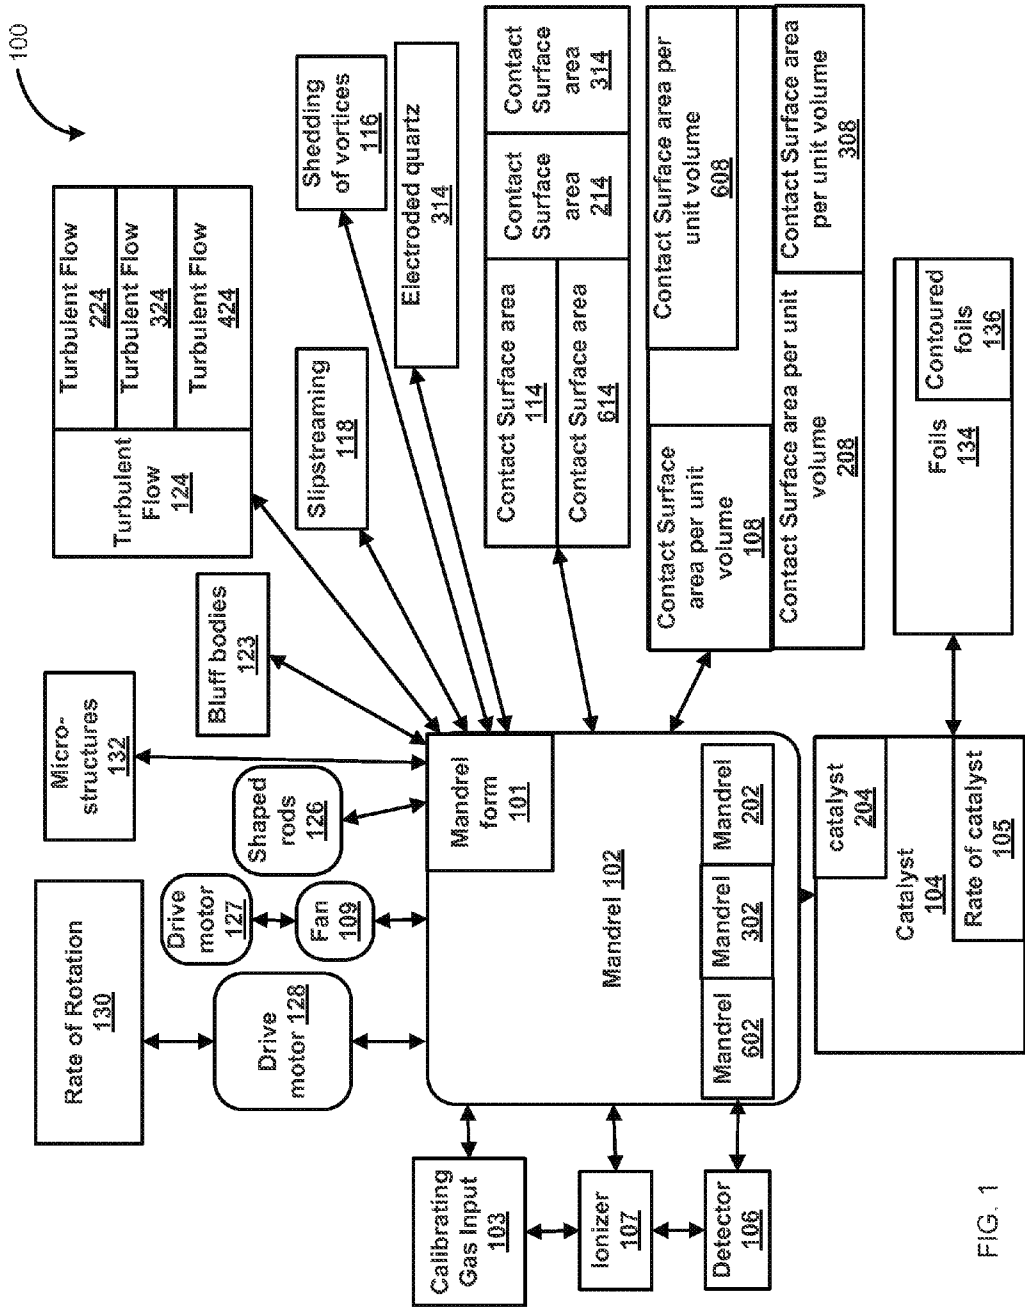 100
Rate of Rotation
130
Micro-
structures
132
Turbulent
Flow
124
Turbulent Flow
224
Turbulent Flow
324
Turbulent Flow
424
Drive
motor
127
Bluff bodies
123
Drive
motor 128
Fan
109
Shaped
rods
126
Slipstreaming
118
Shedding
of vortices
116
Electroded quartz
314
Calibrating
Gas Input
103
Ionizer
107
Detector
106
Mandrel
form
101
Mandrel 102
Mandrel
602
Mandrel
302
Mandrel
202
Contact Surface area
114
Contact Surface area
614
Contact
Surface
area
214
Contact
Surface
area
314
Contact Surface
area per unit
volume
108
Contact Surface area per
unit volume
608
Contact Surface area per unit
volume
208
Contact Surface area
per unit volume
308
catalyst
204
Catalyst
104
Rate of catalyst
105
Foils
134
Contoured
foils
136
FIG. 1